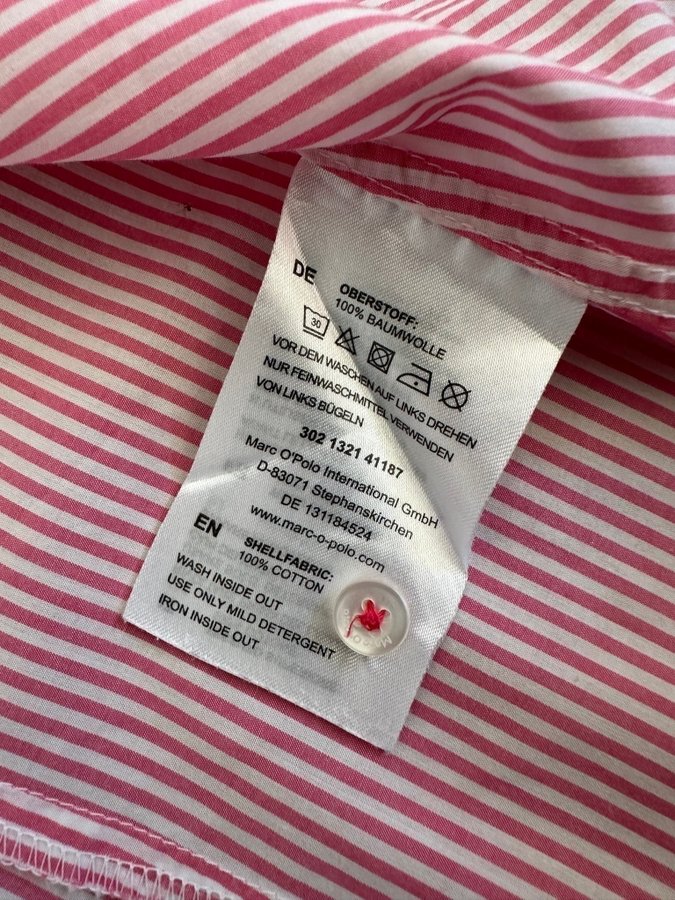 DE
OBERSTOFF:
100% BAUMWOLLE
30
VOR DEM WASCHEN AUF LINKS DREHEN
NUR FEINWASCHMITTEL VERWENDEN
VON LINKS BÜGELN
302 1321 41187
Marc O'Polo International GmbH
D-83071 Stephanskirchen
DE 131184524
www.marc-o-polo.com
EN
SHELLFABRIC:
100% COTTON
WASH INSIDE OUT
USE ONLY MILD DETERGENT
IRON INSIDE OUT